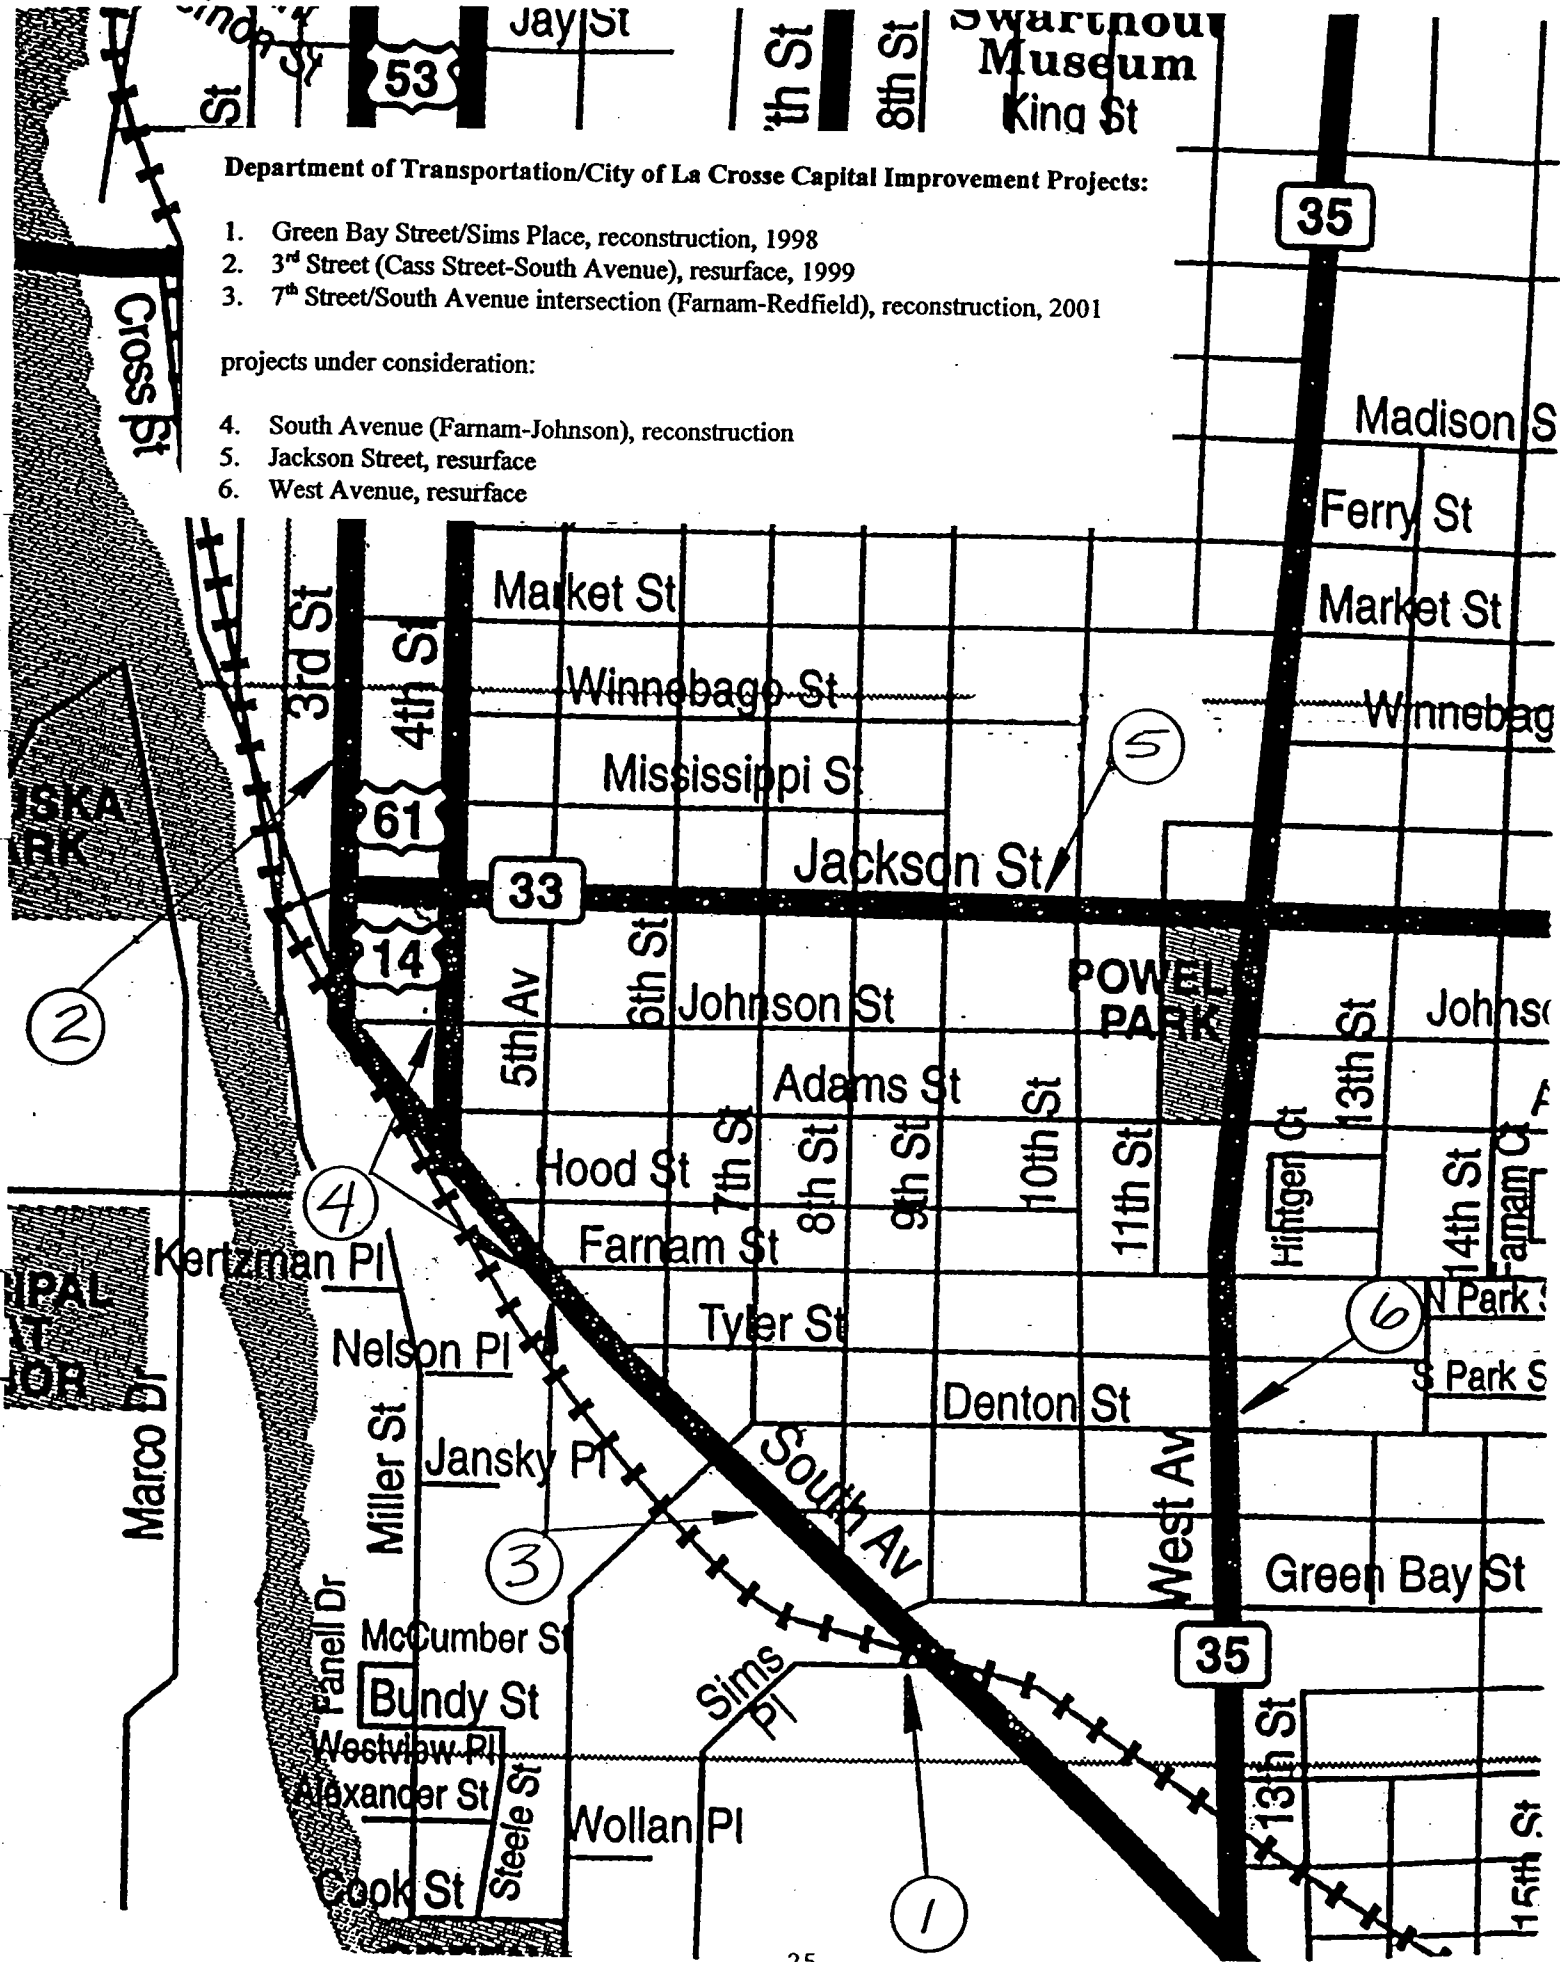 Jay St
53
St
8th St
Swarthout
Museum
King St
Department of Transportation/City of La Crosse Capital Improvement Projects:
35
1. Green Bay Street/Sims Place, reconstruction, 1998
2. 3rd Street (Cass Street-South Avenue), resurface, 1999
3. 7th Street/South Avenue intersection (Farnam-Redfield), reconstruction, 2001
Cross St
projects under consideration:
4. South Avenue (Farnam-Johnson), reconstruction
5. Jackson Street, resurface
6. West Avenue, resurface
Madison S
Ferry St
Market St
Market St
3rd St
4th St
Winnebago St
Winnebag
5
Mississippi St
ISKA
ARK
61
Jackson St
33
14
6th St
POWELL
PARK
2
5th Av
Johnson St
13th St
Johnso
Adams St
7th St
8th St
9th St
10th St
11th St
Hintgen Ct
14th St
Farnam Ct
Hood St
4
Kertzman Pl
Farnam St
IPAL
AT
OR
6
N Park S
Nelson Pl
Tyler St
S Park S
Marco Dr
Miller St
Denton St
Jansky Pl
South Av
West Av
3
Green Bay St
Fanell Dr
McCumber St
35
Sims
Pl
Bundy St
13th St
Westview Pl
Alexander St
Steele St
Wollan Pl
15th St
Cook St
1
25